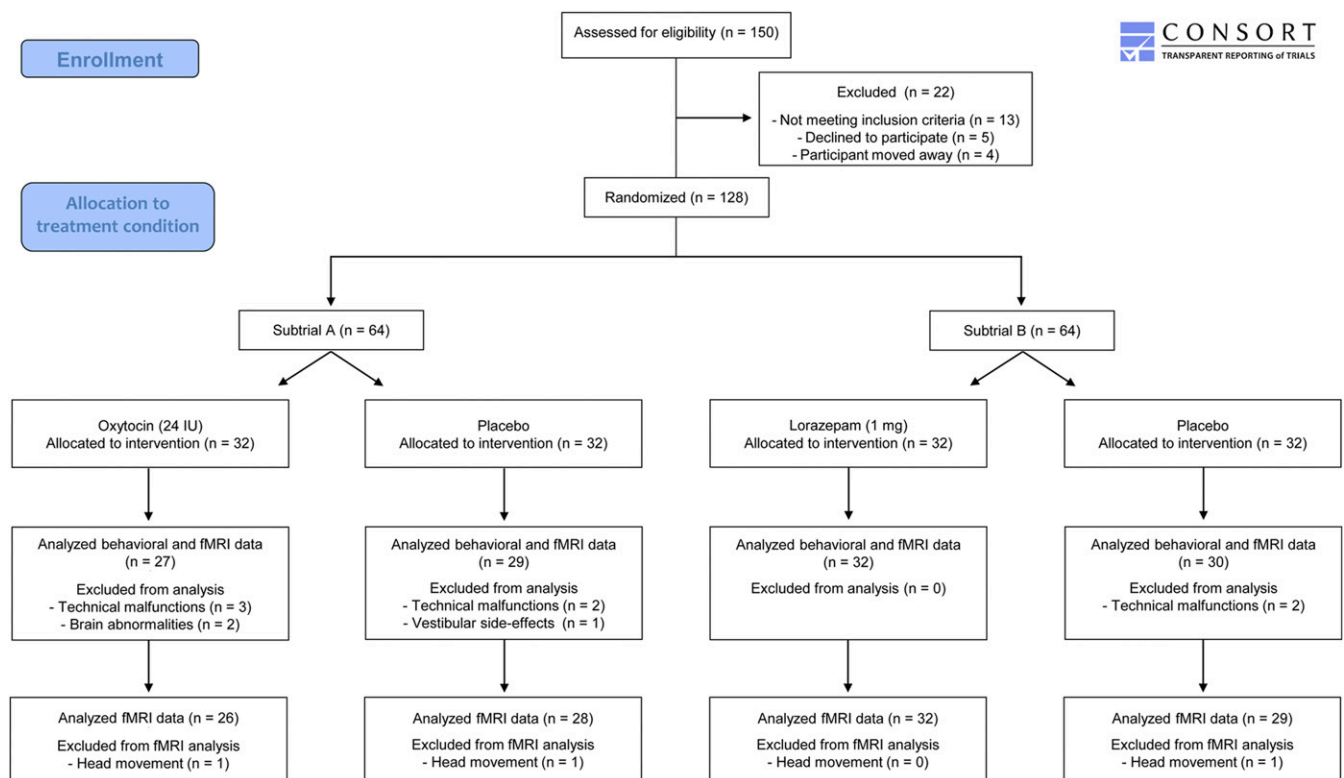 Enrollment
Assessed for eligibility (n = 150)
CONSORT
TRANSPARENT REPORTING of TRIALS
Excluded (n = 22)
- Not meeting inclusion criteria (n = 13)
- Declined to participate (n = 5)
- Participant moved away (n = 4)
Allocation to
treatment condition
Randomized (n = 128)
Subtrial A (n = 64)
Subtrial B (n = 64)
Oxytocin (24 IU)
Allocated to intervention (n = 32)
Placebo
Allocated to intervention (n = 32)
Lorazepam (1 mg)
Allocated to intervention (n = 32)
Placebo
Allocated to intervention (n = 32)
Analyzed behavioral and fMRI data
(n = 27)
Excluded from analysis
- Technical malfunctions (n = 3)
- Brain abnormalities (n = 2)
Analyzed behavioral and fMRI data
(n = 29)
Excluded from analysis
- Technical malfunctions (n = 2)
- Vestibular side-effects (n = 1)
Analyzed behavioral and fMRI data
(n = 32)
Excluded from analysis (n = 0)
Analyzed behavioral and fMRI data
(n = 30)
Excluded from analysis
- Technical malfunctions (n = 2)
Analyzed fMRI data (n = 26)
Excluded from fMRI analysis
- Head movement (n = 1)
Analyzed fMRI data (n = 28)
Excluded from fMRI analysis
- Head movement (n = 1)
Analyzed fMRI data (n = 32)
Excluded from fMRI analysis
- Head movement (n = 0)
Analyzed fMRI data (n = 29)
Excluded from fMRI analysis
- Head movement (n = 1)